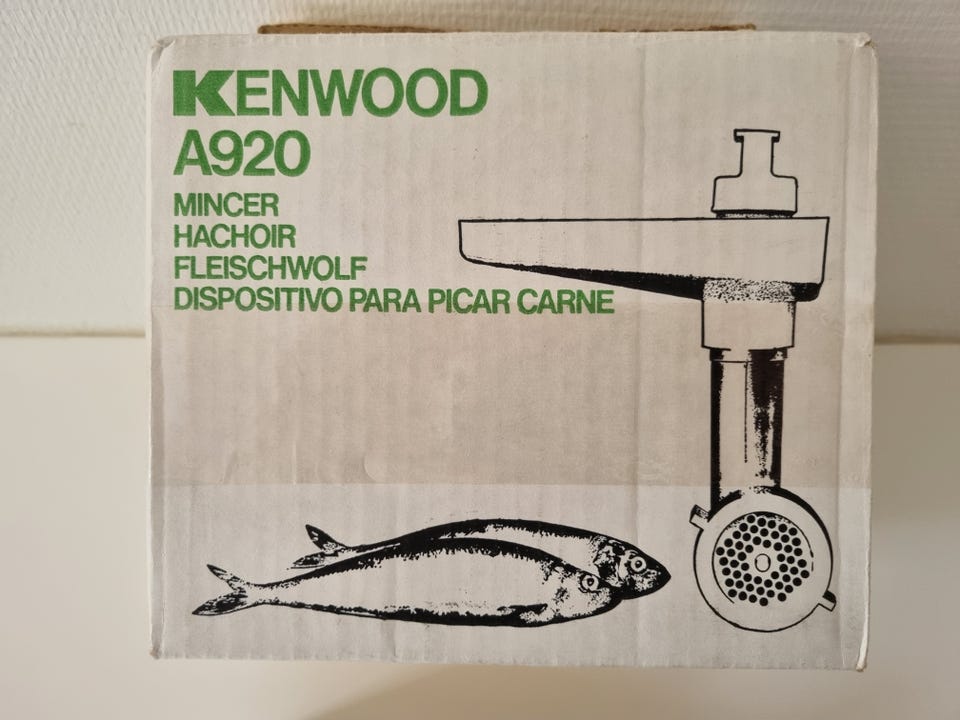 KENWOOD
A920
MINCER
HACHOIR
FLEISCHWOLF
DISPOSITIVO PARA PICAR CARNE